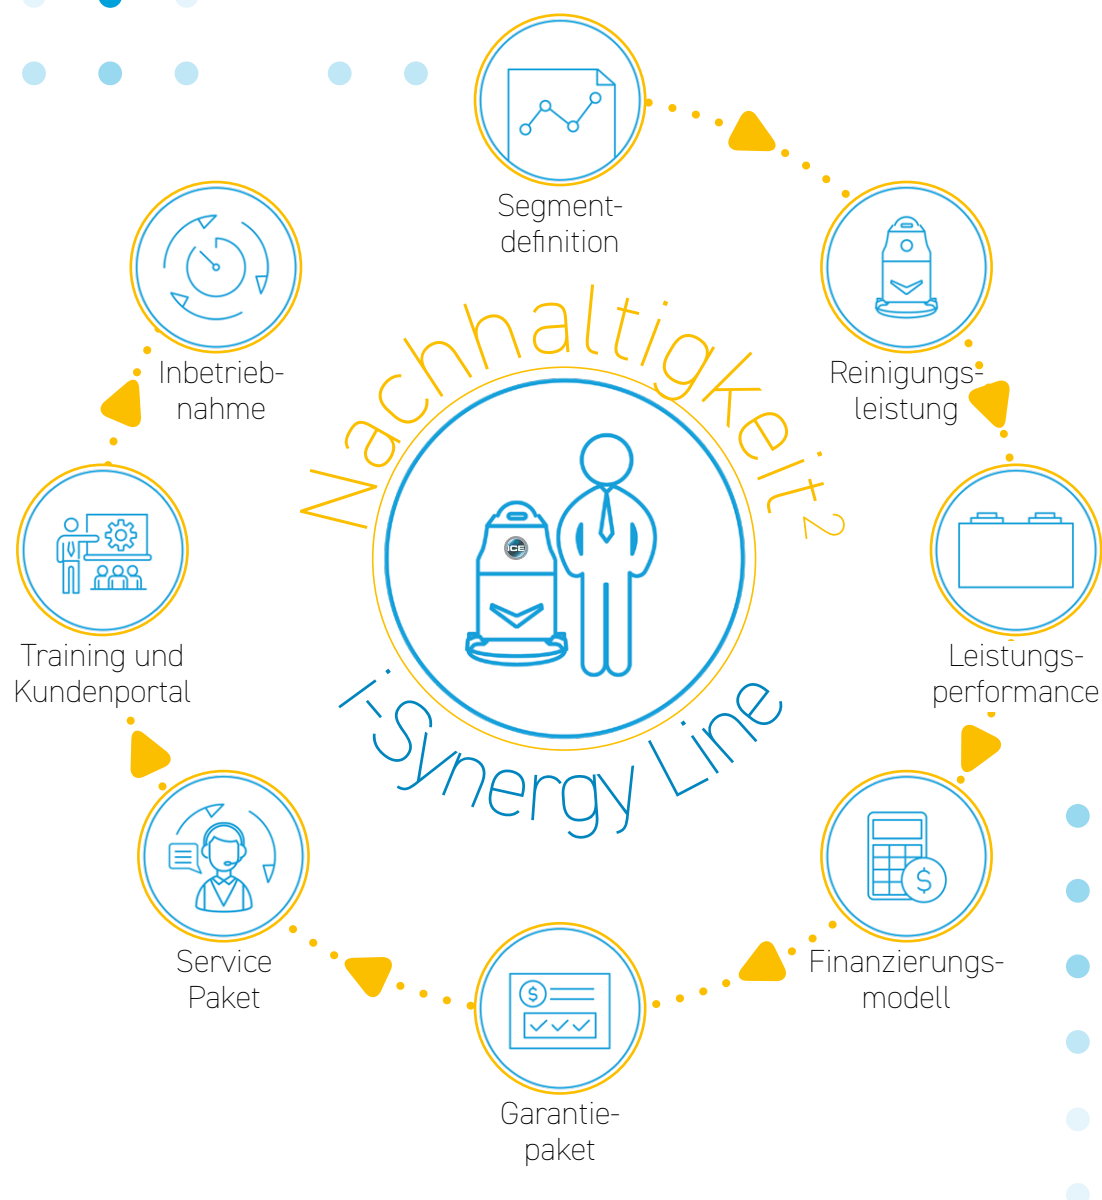 Segment-
definition
Reinigungs-
leistung
Leistungs-
performance
Finanzierungs-
modell
Garantie-
paket
Service
Paket
Training und
Kundenportal
Inbetrieb-
nahme
Nachhaltigkeit²
ICE
i-Synergy Line
$
$